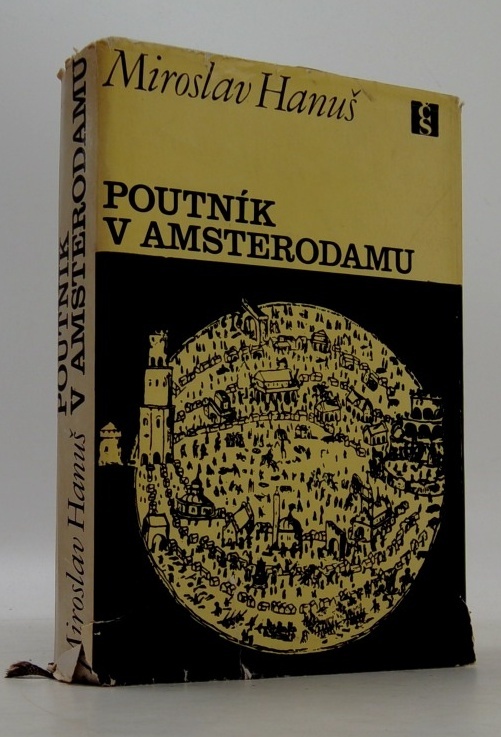 Miroslav Hanuš
čs
POUTNÍK
V AMSTERODAMU
POUTNÍK
V AMSTERODAMU
Miroslav Hanuš